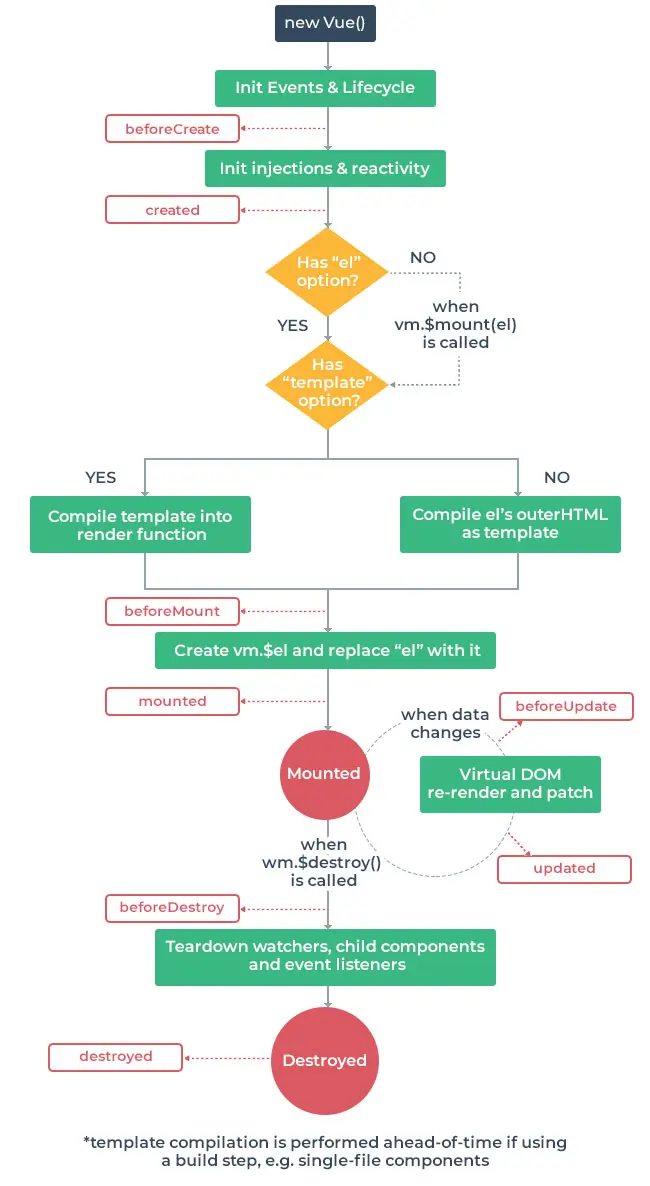 new Vue()
Init Events & Lifecycle
beforeCreate
Init injections & reactivity
created
Has “el”
option?
NO
when
vm.$mount(el)
is called
YES
Has
“template”
option?
YES
NO
Compile template into
render function
Compile el’s outerHTML
as template
beforeMount
Create vm.$el and replace “el” with it
mounted
beforeUpdate
when data
changes
Mounted
Virtual DOM
re-render and patch
when
wm.$destroy()
is called
updated
beforeDestroy
Teardown watchers, child components
and event listeners
destroyed
Destroyed
*template compilation is performed ahead-of-time if using
a build step, e.g. single-file components